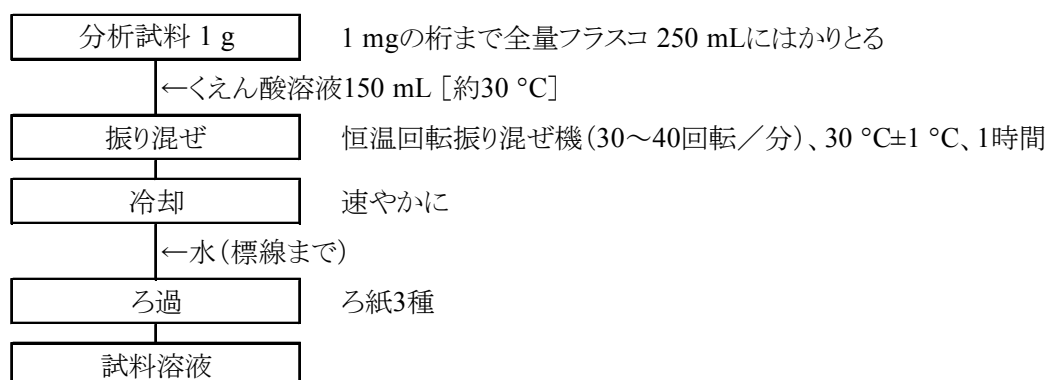 分析試料 1 g　1 mgの桁まで全量フラスコ 250 mLにはかりとる
←くえん酸溶液150 mL [約30 °C]
振り混ぜ　恒温回転振り混ぜ機(30～40回転／分)、30 °C±1 °C、1時間
冷却　速やかに
←水(標線まで)
ろ過　ろ紙3種
試料溶液